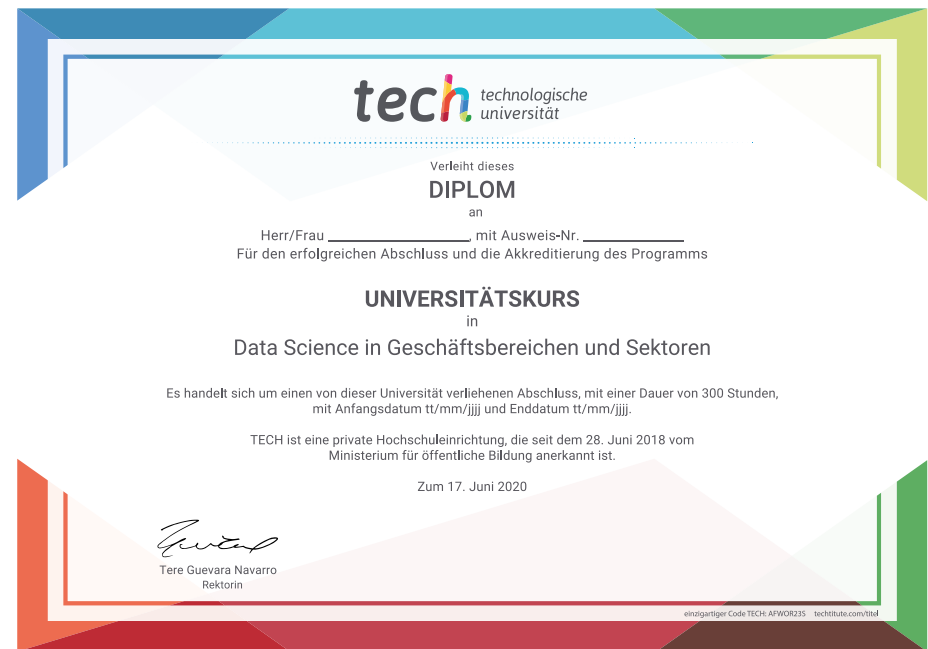 tech technologische
universität
Verleiht dieses
DIPLOM
an
Herr/Frau ____________________, mit Ausweis-Nr. ______________
Für den erfolgreichen Abschluss und die Akkreditierung des Programms
UNIVERSITÄTSKURS
in
Data Science in Geschäftsbereichen und Sektoren
Es handelt sich um einen von dieser Universität verliehenen Abschluss, mit einer Dauer von 300 Stunden,
mit Anfangsdatum tt/mm/jjjj und Enddatum tt/mm/jjjj.
TECH ist eine private Hochschuleinrichtung, die seit dem 28. Juni 2018 vom
Ministerium für öffentliche Bildung anerkannt ist.
Zum 17. Juni 2020
Tere Guevara Navarro
Rektorin
einzigartiger Code TECH: AFWOR23S techtitute.com/titel